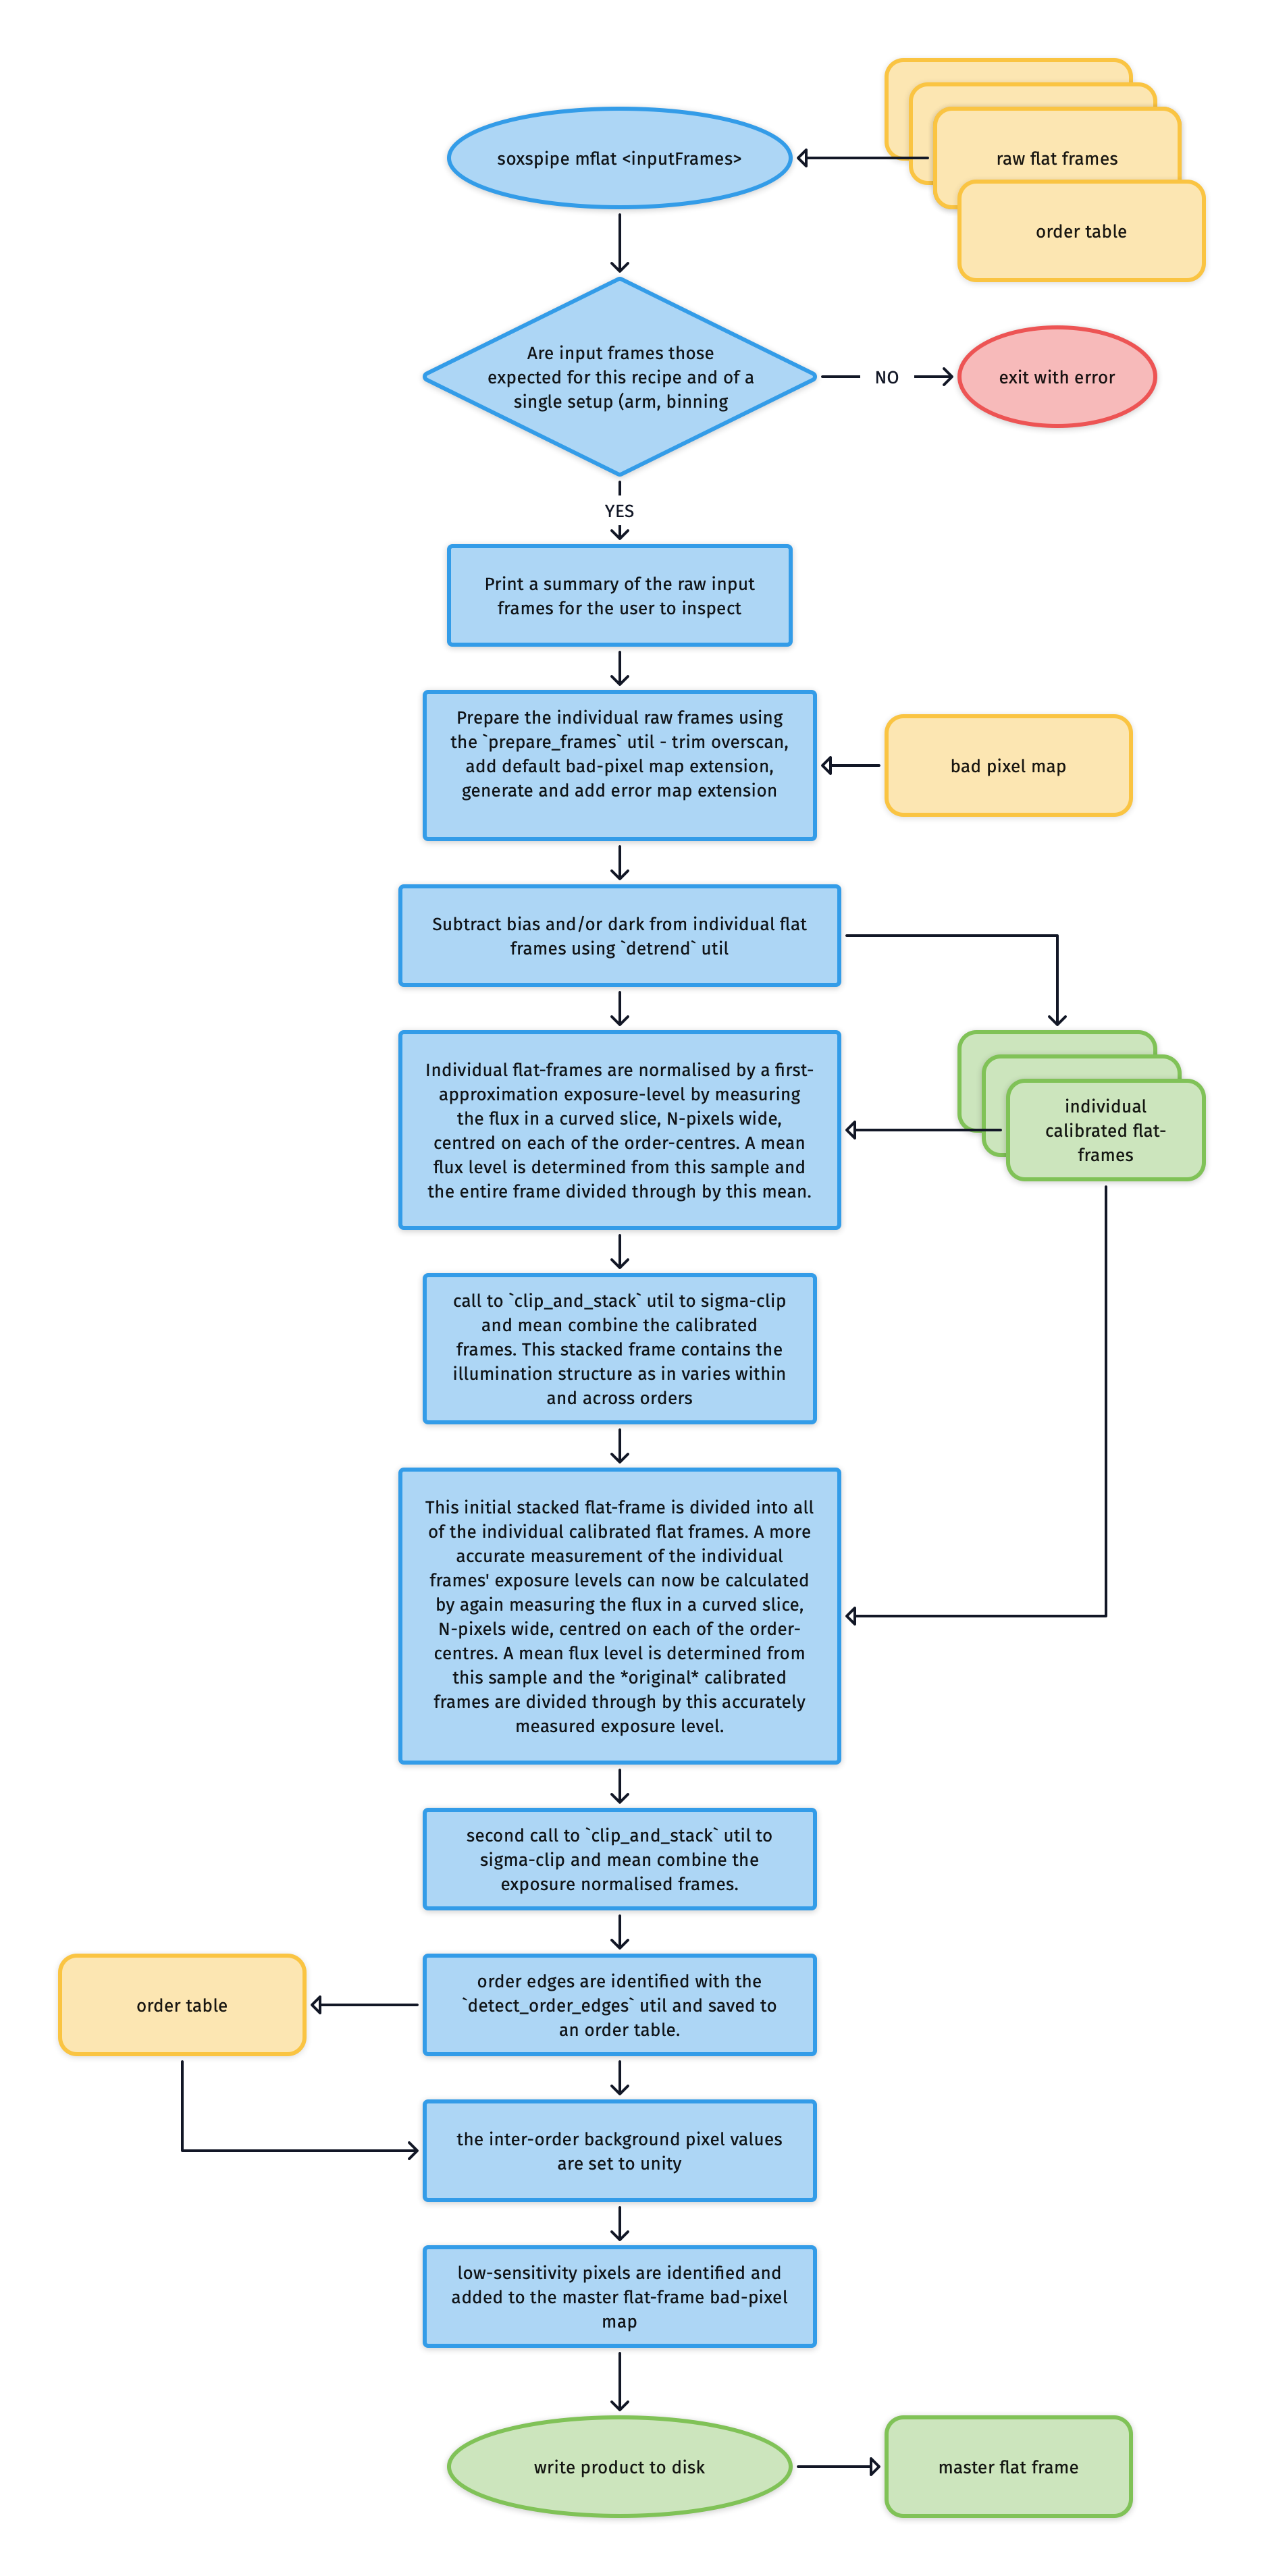 soxspipe mflat <inputFrames>
raw flat frames
order table
Are input frames those
expected for this recipe and of a
single setup (arm, binning
NO
exit with error
YES
Print a summary of the raw input
frames for the user to inspect
Prepare the individual raw frames using
the `prepare_frames` util - trim overscan,
add default bad-pixel map extension,
generate and add error map extension
bad pixel map
Subtract bias and/or dark from individual flat
frames using `detrend` util
Individual flat-frames are normalised by a first-
approximation exposure-level by measuring
the flux in a curved slice, N-pixels wide,
centred on each of the order-centres. A mean
flux level is determined from this sample and
the entire frame divided through by this mean.
individual
calibrated flat-
frames
call to `clip_and_stack` util to sigma-clip
and mean combine the calibrated
frames. This stacked frame contains the
illumination structure as in varies within
and across orders
This initial stacked flat-frame is divided into all
of the individual calibrated flat frames. A more
accurate measurement of the individual
frames' exposure levels can now be calculated
by again measuring the flux in a curved slice,
N-pixels wide, centred on each of the order-
centres. A mean flux level is determined from
this sample and the *original* calibrated
frames are divided through by this accurately
measured exposure level.
second call to `clip_and_stack` util to
sigma-clip and mean combine the
exposure normalised frames.
order table
order edges are identified with the
`detect_order_edges` util and saved to
an order table.
the inter-order background pixel values
are set to unity
low-sensitivity pixels are identified and
added to the master flat-frame bad-pixel
map
write product to disk
master flat frame